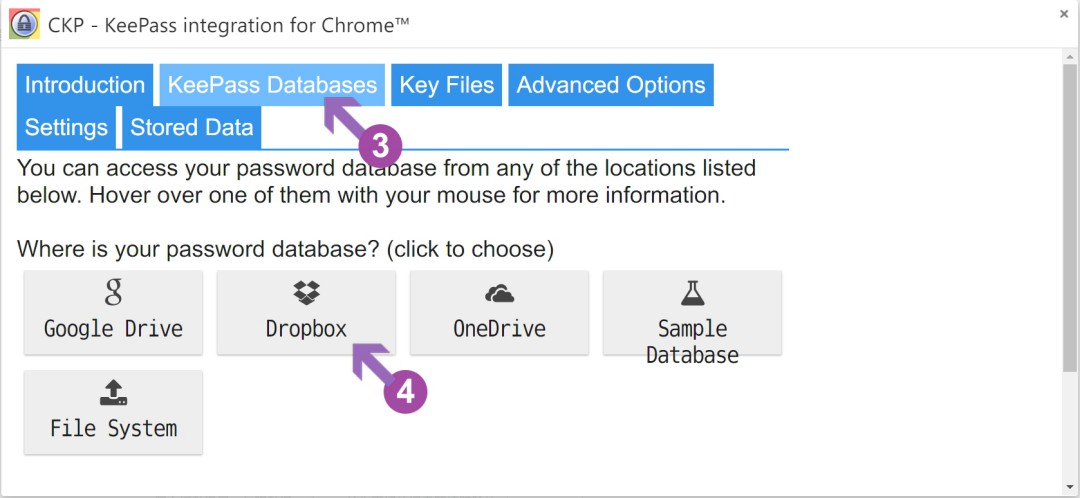 CKP - KeePass integration for Chrome™
Introduction KeePass Databases Key Files Advanced Options
Settings Stored Data
3
You can access your password database from any of the locations listed
below. Hover over one of them with your mouse for more information.
Where is your password database? (click to choose)
Google Drive Dropbox OneDrive Sample
Database
4
File System